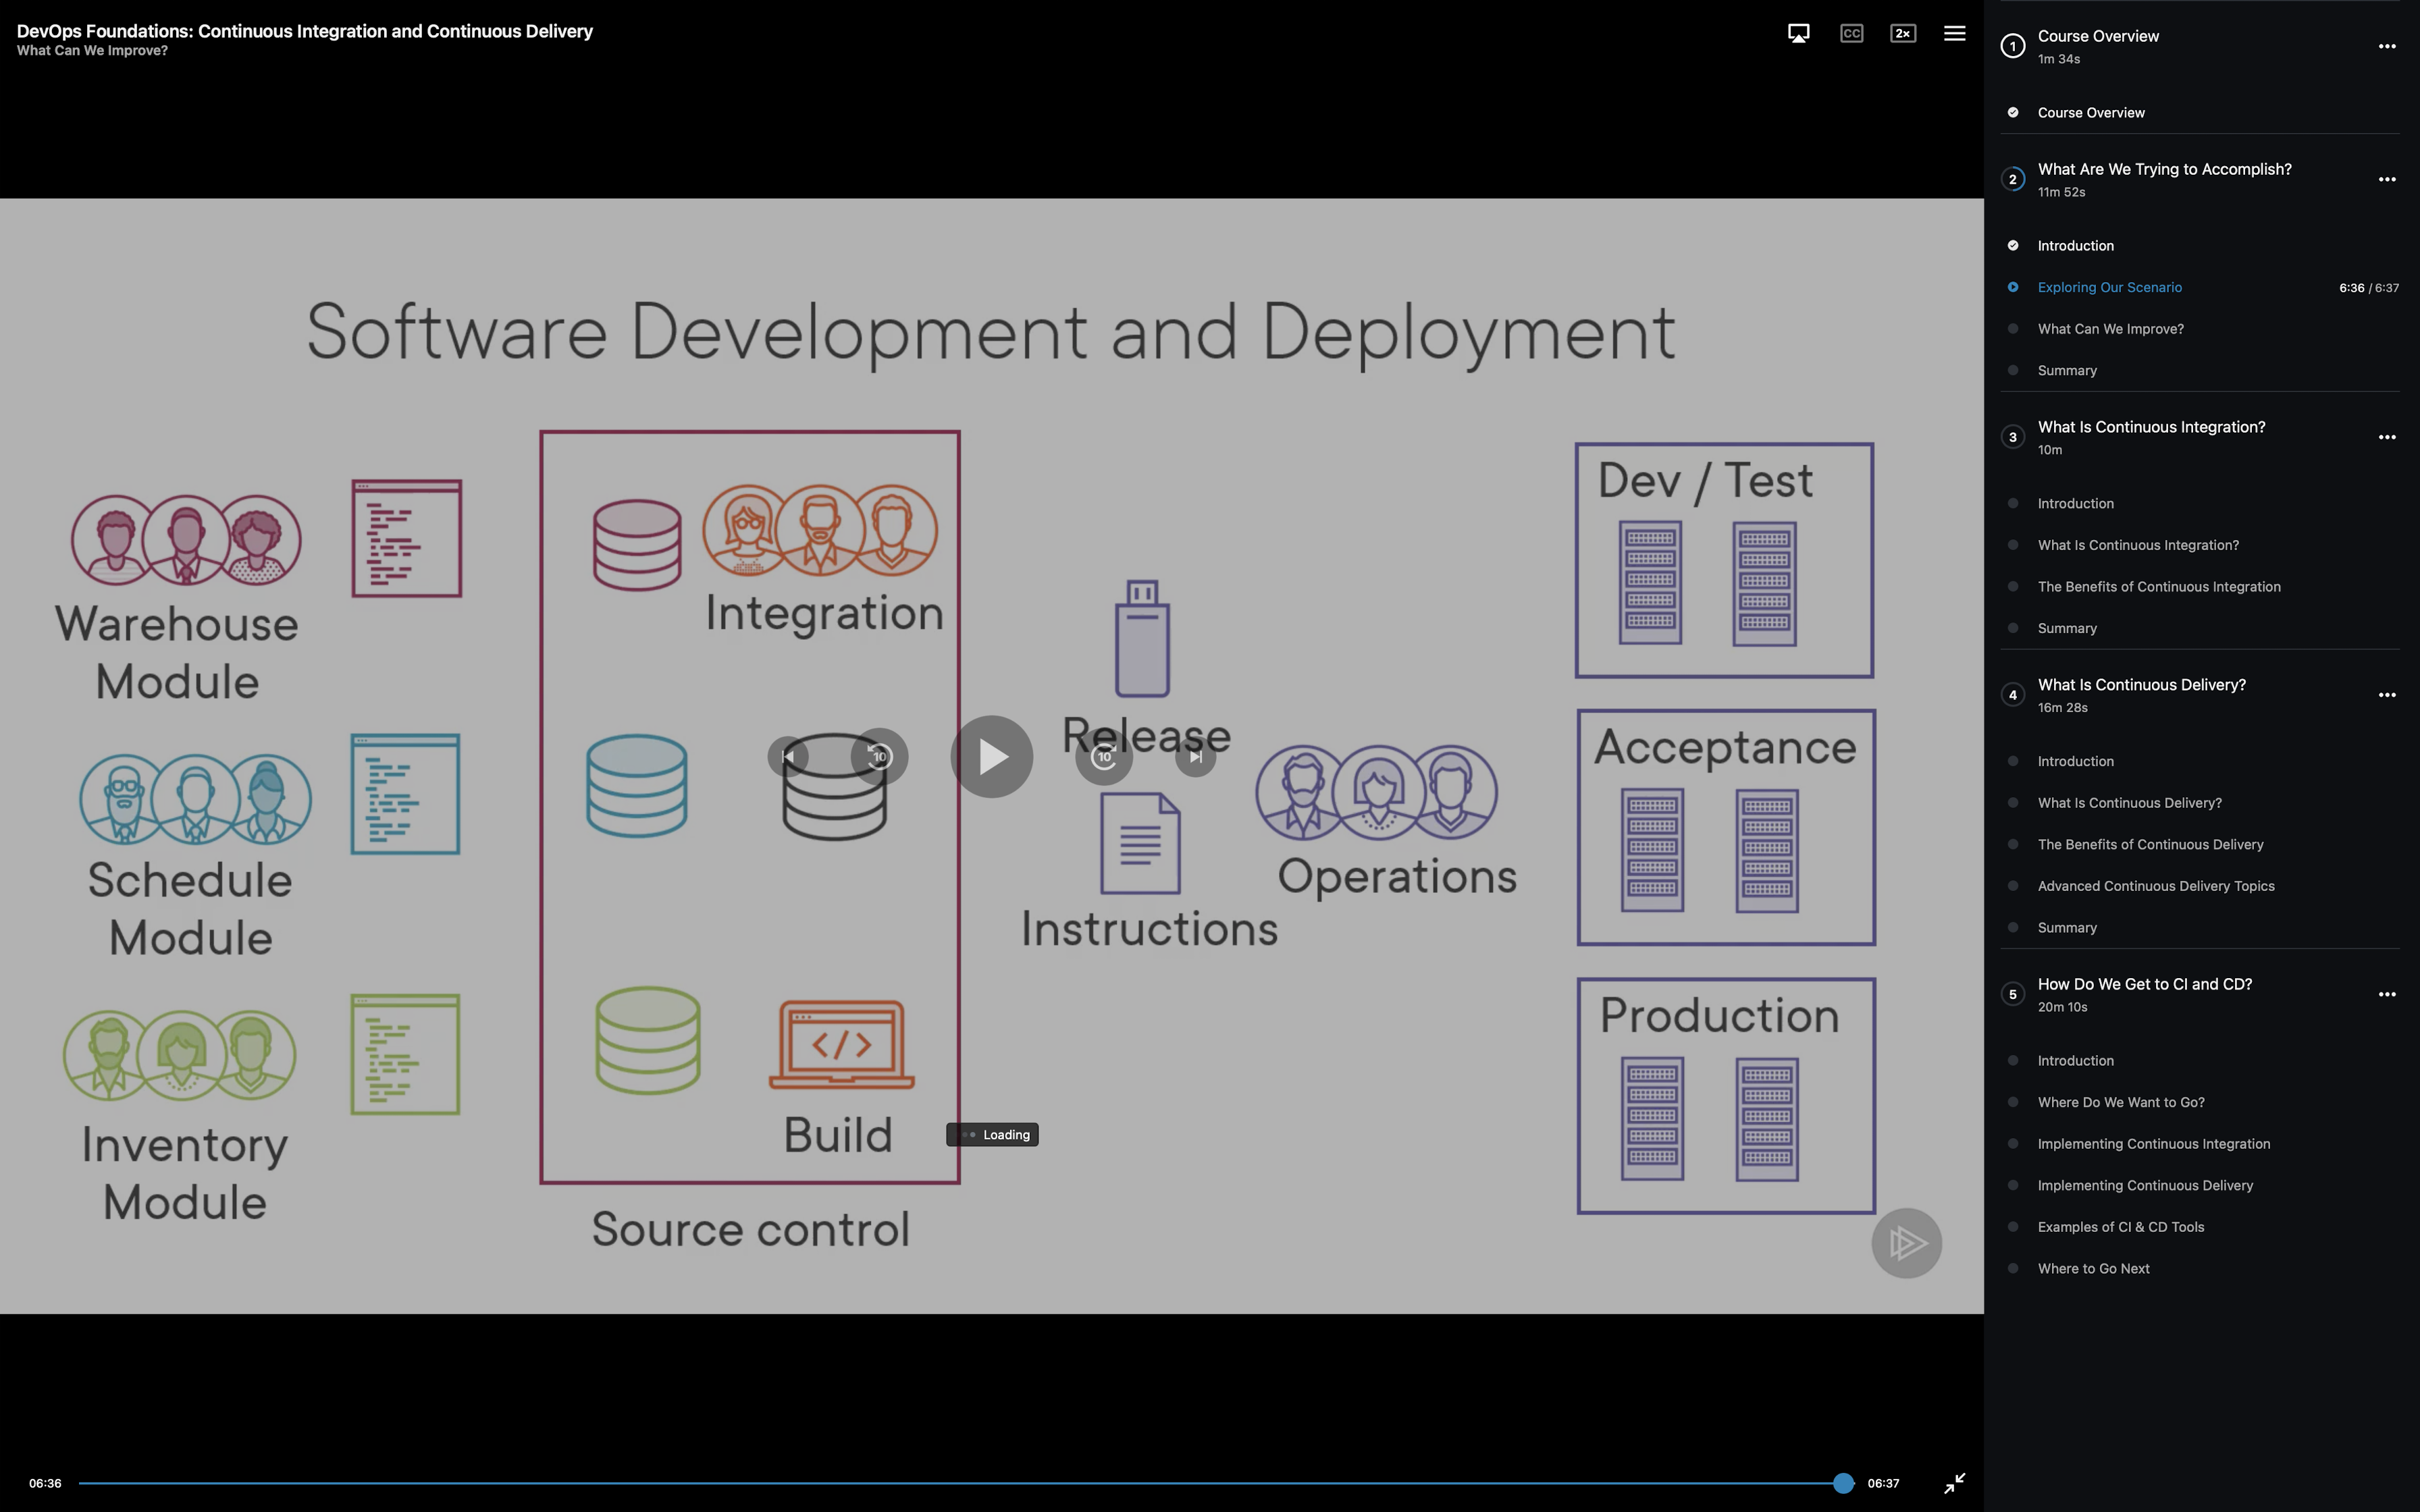 DevOps Foundations: Continuous Integration and Continuous Delivery
What Can We Improve?
CC
2×
Software Development and Deployment
Warehouse
Module
Schedule
Module
Inventory
Module
Integration
Build
Source control
Release
Instructions
Operations
Dev / Test
Acceptance
Production
10
10
Loading
06:36
06:37
1
Course Overview
1m 34s
Course Overview
2
What Are We Trying to Accomplish?
11m 52s
Introduction
Exploring Our Scenario
6:36 / 6:37
What Can We Improve?
Summary
3
What Is Continuous Integration?
10m
Introduction
What Is Continuous Integration?
The Benefits of Continuous Integration
Summary
4
What Is Continuous Delivery?
16m 28s
Introduction
What Is Continuous Delivery?
The Benefits of Continuous Delivery
Advanced Continuous Delivery Topics
Summary
5
How Do We Get to CI and CD?
20m 10s
Introduction
Where Do We Want to Go?
Implementing Continuous Integration
Implementing Continuous Delivery
Examples of CI & CD Tools
Where to Go Next